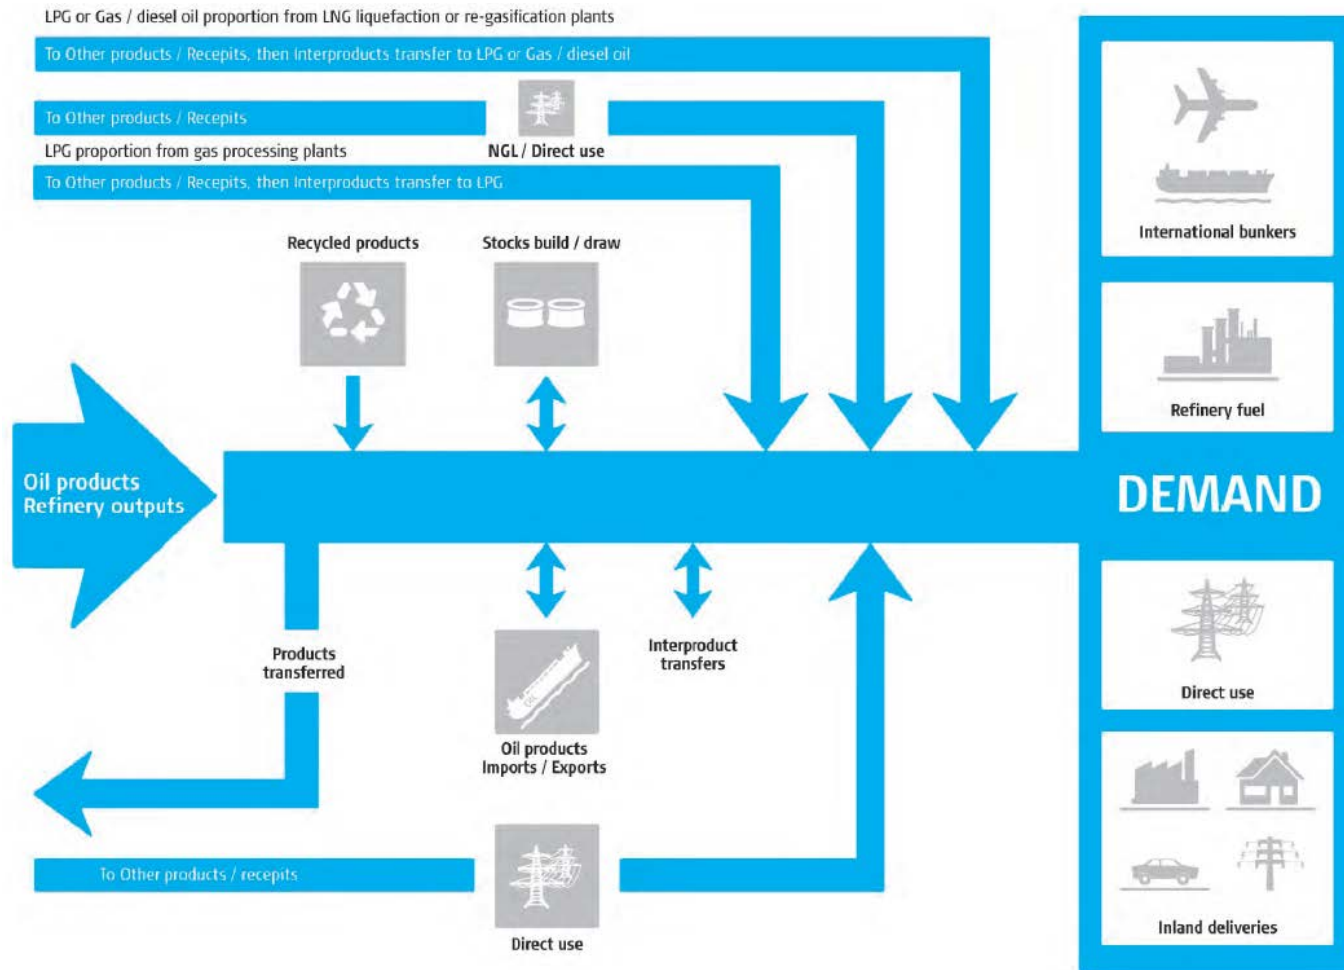 LPG or Gas / diesel oil proportion from LNG liquefaction or re-gasification plants
To Other products / Recepits, then Interproducts transfer to LPG or Gas / diesel oil
To Other products / Recepits
NGL / Direct use
LPG proportion from gas processing plants
To Other products / Recepits, then Interproducts transfer to LPG
Recycled products
Stocks build / draw
International bunkers
Refinery fuel
Oil products
Refinery outputs
DEMAND
Products
transferred
Interproduct
transfers
Direct use
Oil products
Imports / Exports
To Other products / recepits
Direct use
Inland deliveries